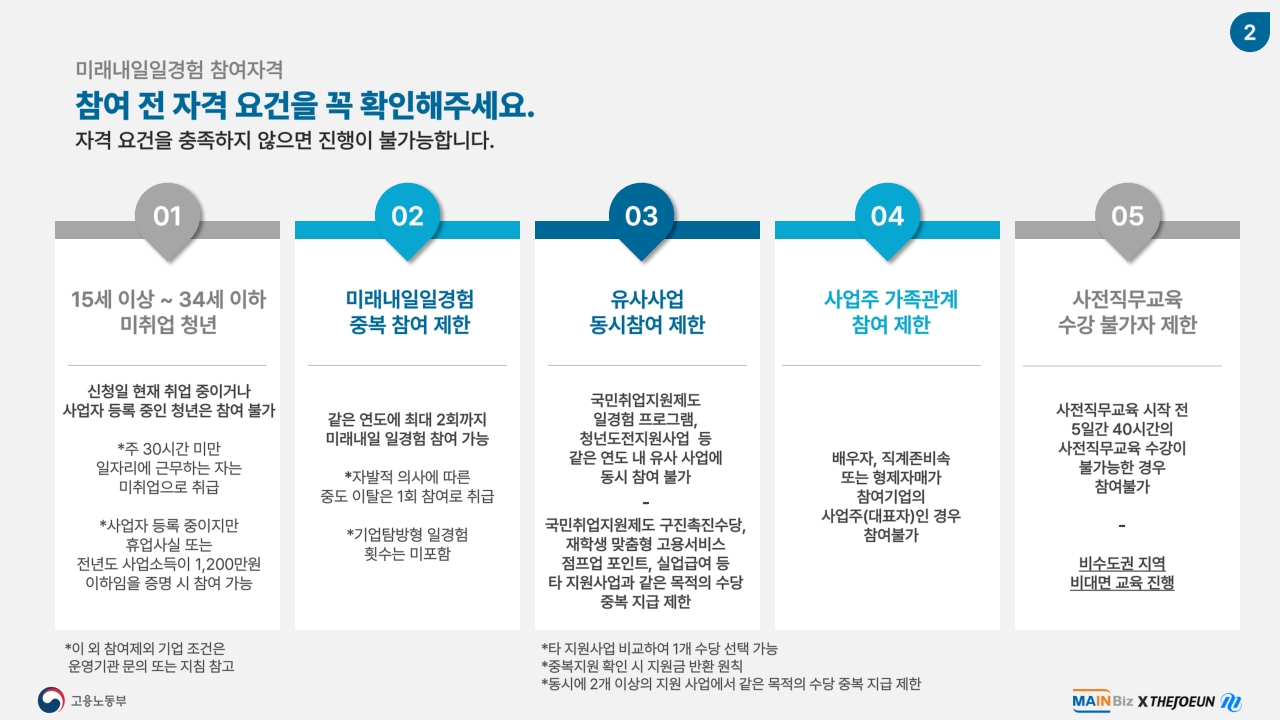 2
미래내일일경험 참여자격
참여 전 자격 요건을 꼭 확인해주세요.
자격 요건을 충족하지 않으면 진행이 불가능합니다.
01
15세 이상 ~ 34세 이하
미취업 청년
신청일 현재 취업 중이거나
사업자 등록 중인 청년은 참여 불가
*주 30시간 미만
일자리에 근무하는 자는
미취업으로 취급
*사업자 등록 중이지만
휴업사실 또는
전년도 사업소득이 1,200만원
이하임을 증명 시 참여 가능
02
미래내일일경험
중복 참여 제한
같은 연도에 최대 2회까지
미래내일 일경험 참여 가능
*자발적 의사에 따른
중도 이탈은 1회 참여로 취급
*기업탐방형 일경험
횟수는 미포함
03
유사사업
동시참여 제한
국민취업지원제도
일경험 프로그램,
청년도전지원사업 등
같은 연도 내 유사 사업에
동시 참여 불가
-
국민취업지원제도 구진촉진수당,
재학생 맞춤형 고용서비스
점프업 포인트, 실업급여 등
타 지원사업과 같은 목적의 수당
중복 지급 제한
04
사업주 가족관계
참여 제한
배우자, 직계존비속
또는 형제자매가
참여기업의
사업주(대표자)인 경우
참여불가
05
사전직무교육
수강 불가자 제한
사전직무교육 시작 전
5일간 40시간의
사전직무교육 수강이
불가능한 경우
참여불가
-
비수도권 지역
비대면 교육 진행
*이 외 참여제외 기업 조건은
운영기관 문의 또는 지침 참고
*타 지원사업 비교하여 1개 수당 선택 가능
*중복지원 확인 시 지원금 반환 원칙
*동시에 2개 이상의 지원 사업에서 같은 목적의 수당 중복 지급 제한
고용노동부
MAINBiz X THEJOEUN